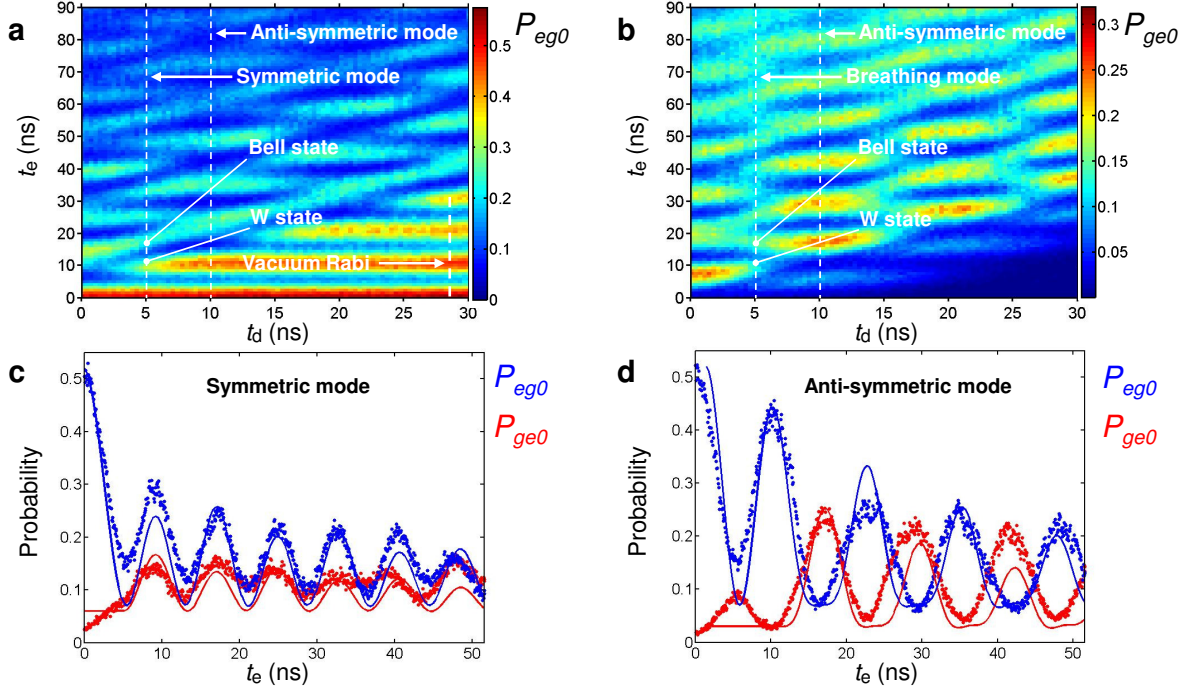 a
P_eg0
90
80
70
60
50
40
30
20
10
0
t_e (ns)
Anti-symmetric mode
Symmetric mode
Bell state
W state
Vacuum Rabi
0 5 10 15 20 25 30
t_d (ns)
0.5
0.4
0.3
0.2
0.1
0
b
P_ge0
90
80
70
60
50
40
30
20
10
0
t_e (ns)
Anti-symmetric mode
Breathing mode
Bell state
W state
0 5 10 15 20 25 30
t_d (ns)
0.3
0.25
0.2
0.15
0.1
0.05
0
c
Symmetric mode
P_eg0
P_ge0
0.5
0.4
0.3
0.2
0.1
0
Probability
0 10 20 30 40 50
t_e (ns)
d
Anti-symmetric mode
P_eg0
P_ge0
0.5
0.4
0.3
0.2
0.1
0
Probability
0 10 20 30 40 50
t_e (ns)